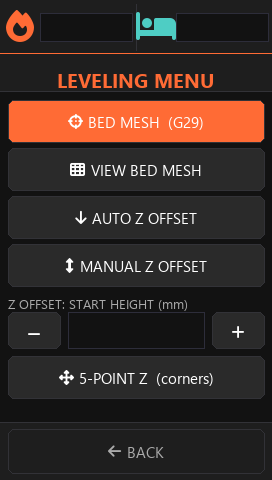 LEVELING MENU
BED MESH (G29)
VIEW BED MESH
AUTO Z OFFSET
MANUAL Z OFFSET
Z OFFSET: START HEIGHT (mm)
– +
5-POINT Z (corners)
BACK